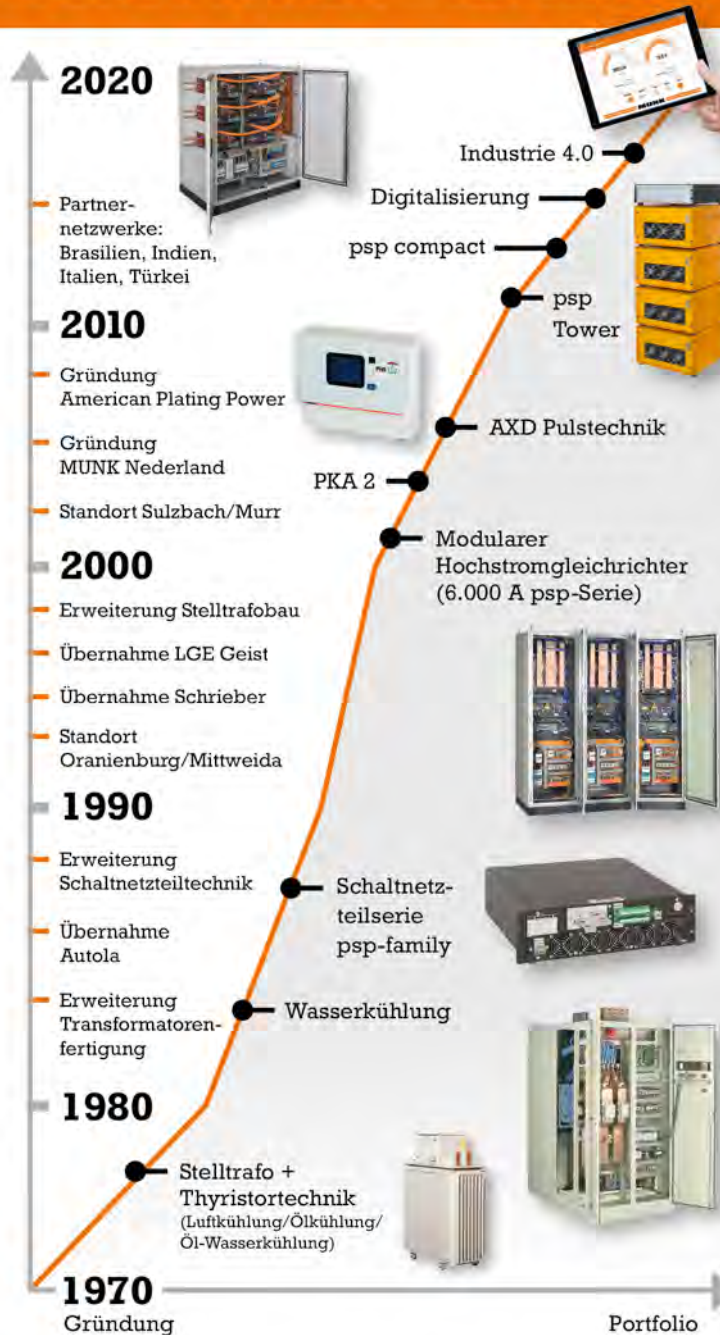 2020
Industrie 4.0
Digitalisierung
psp compact
psp
Tower
Partner-
netzwerke:
Brasilien, Indien,
Italien, Türkei
2010
Gründung
American Plating Power
AXD Pulstechnik
Gründung
MUNK Nederland
PKA 2
Standort Sulzbach/Murr
Modularer
Hochstromgleichrichter
(6.000 A psp-Serie)
2000
Erweiterung Stelltrafobau
Übernahme LGE Geist
Übernahme Schrieber
Standort
Oranienburg/Mittweida
1990
Erweiterung
Schaltnetzteiltechnik
Schaltnetz-
teilserie
psp-family
Übernahme
Autola
Erweiterung
Transformatoren-
fertigung
Wasserkühlung
1980
Stelltrafo +
Thyristortechnik
(Luftkühlung/Ölkühlung/
Öl-Wasserkühlung)
1970
Gründung
Portfolio
MUNK